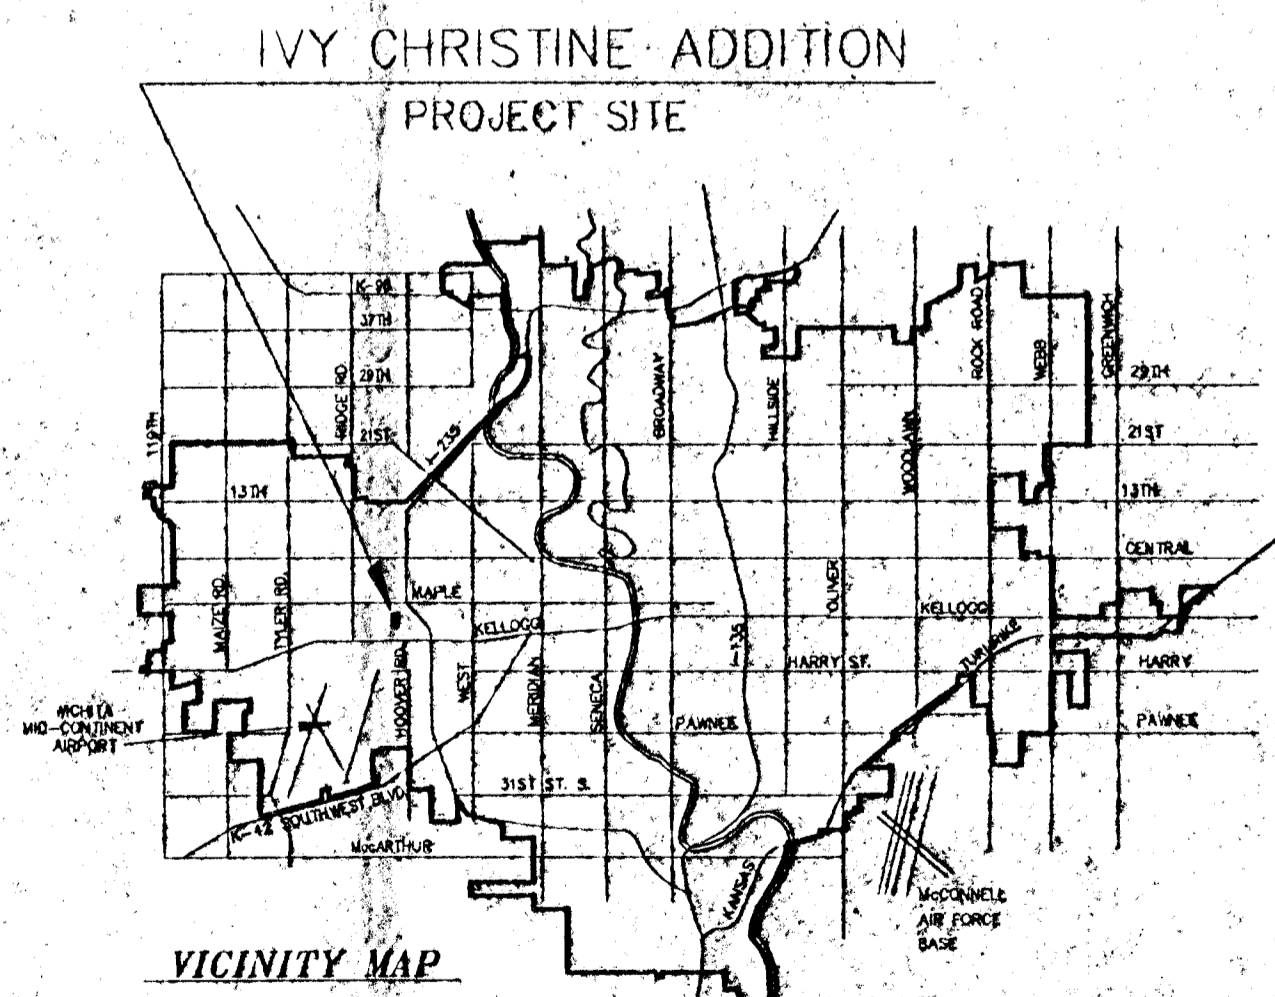 IVY CHRISTINE ADDITION
PROJECT SITE
K-96
37TH
29TH
21ST
13TH
119TH
RIDGE RD.
I-235
BROADWAY
HILLSIDE
WOODLAWN
ROCK ROAD
WEBB
GREENWICH
29TH
21ST
13TH
CENTRAL
MAIZE RD.
TYLER RD.
MAPLE
KELLOGG
OLIVER
KELLOGG
HOOVER RD.
WEST
MERIDIAN
SENECA
I-135
HARRY ST.
TURNPIKE
HARRY
PAWNEE
PAWNEE
WICHITA
MID-CONTINENT
AIRPORT
31ST ST. S.
K-42 SOUTHWEST BLVD.
McARTHUR
KANSAS
McCONNELL
AIR FORCE
BASE
VICINITY MAP